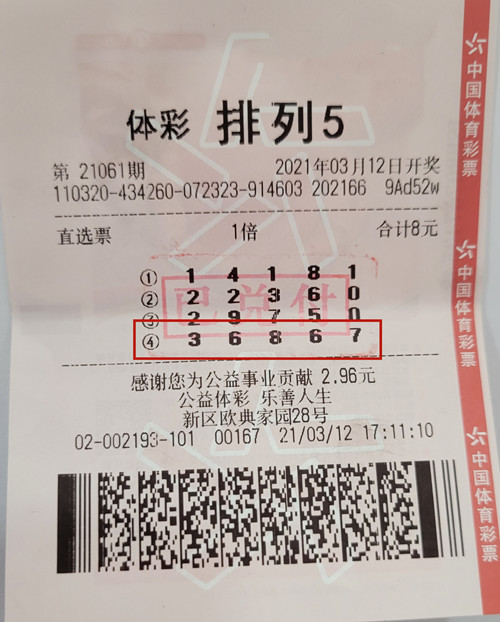 体彩 排列5
第 21061期 2021年03月12日开奖
110320-434260-072323-914603 202166 9Ad52w
直选票 1倍 合计8元
① 1 4 1 8 1
② 2 2 3 6 0
③ 2 9 7 5 0
④ 3 6 8 6 7
已兑付
感谢您为公益事业贡献 2.96元
公益体彩 乐善人生
新区欧典家园28号
02-002193-101 00167 21/03/12 17:11:10
中国体育彩票
中国体育彩票
中国体育彩票